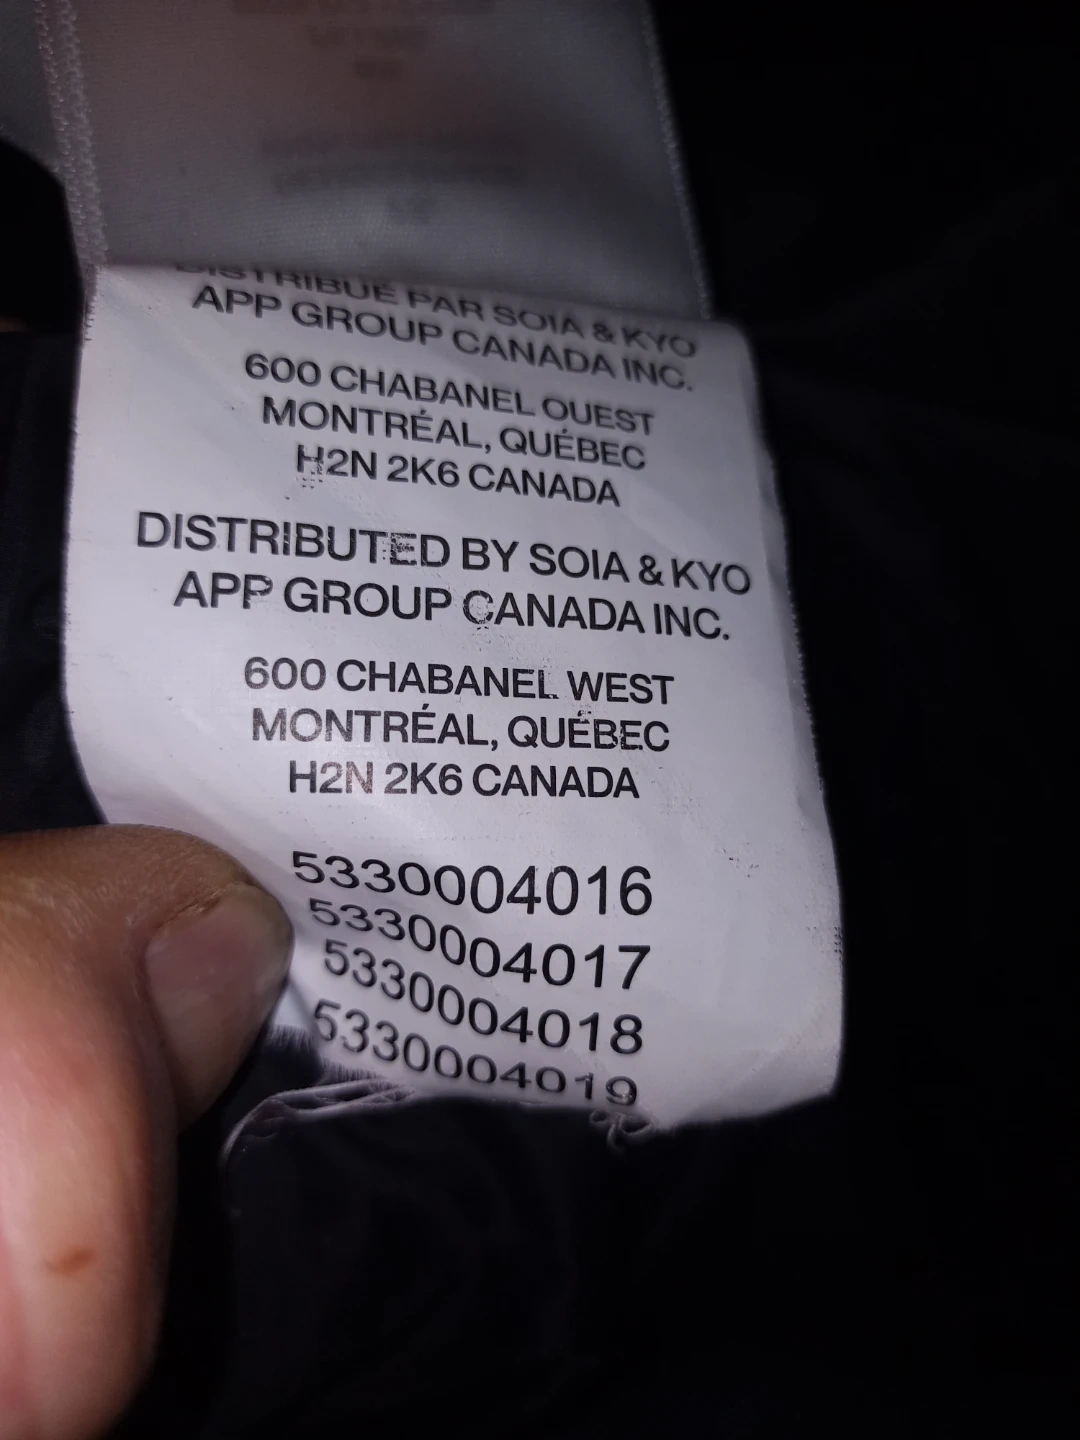 DISTRIBUÉ PAR SOIA & KYO
APP GROUP CANADA INC.
600 CHABANEL OUEST
MONTRÉAL, QUÉBEC
H2N 2K6 CANADA
DISTRIBUTED BY SOIA & KYO
APP GROUP CANADA INC.
600 CHABANEL WEST
MONTRÉAL, QUÉBEC
H2N 2K6 CANADA
5330004016
5330004017
5330004018
5330004019